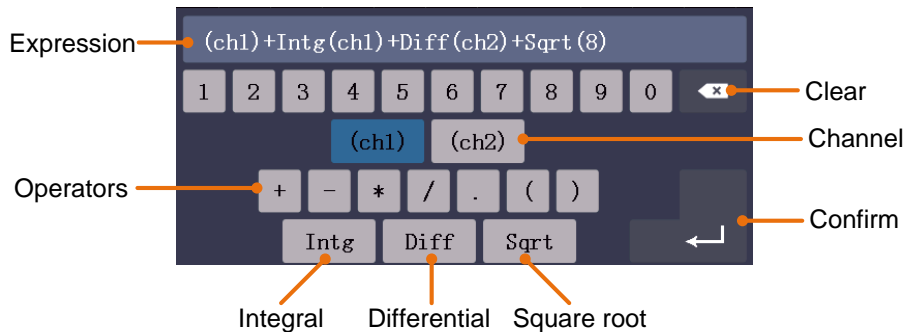 Expression
(ch1)+Intg(ch1)+Diff(ch2)+Sqrt(8)
1 2 3 4 5 6 7 8 9 0
Clear
(ch1) (ch2)
Channel
Operators
+ - * / . ( )
Confirm
Intg Diff Sqrt
Integral Differential Square root